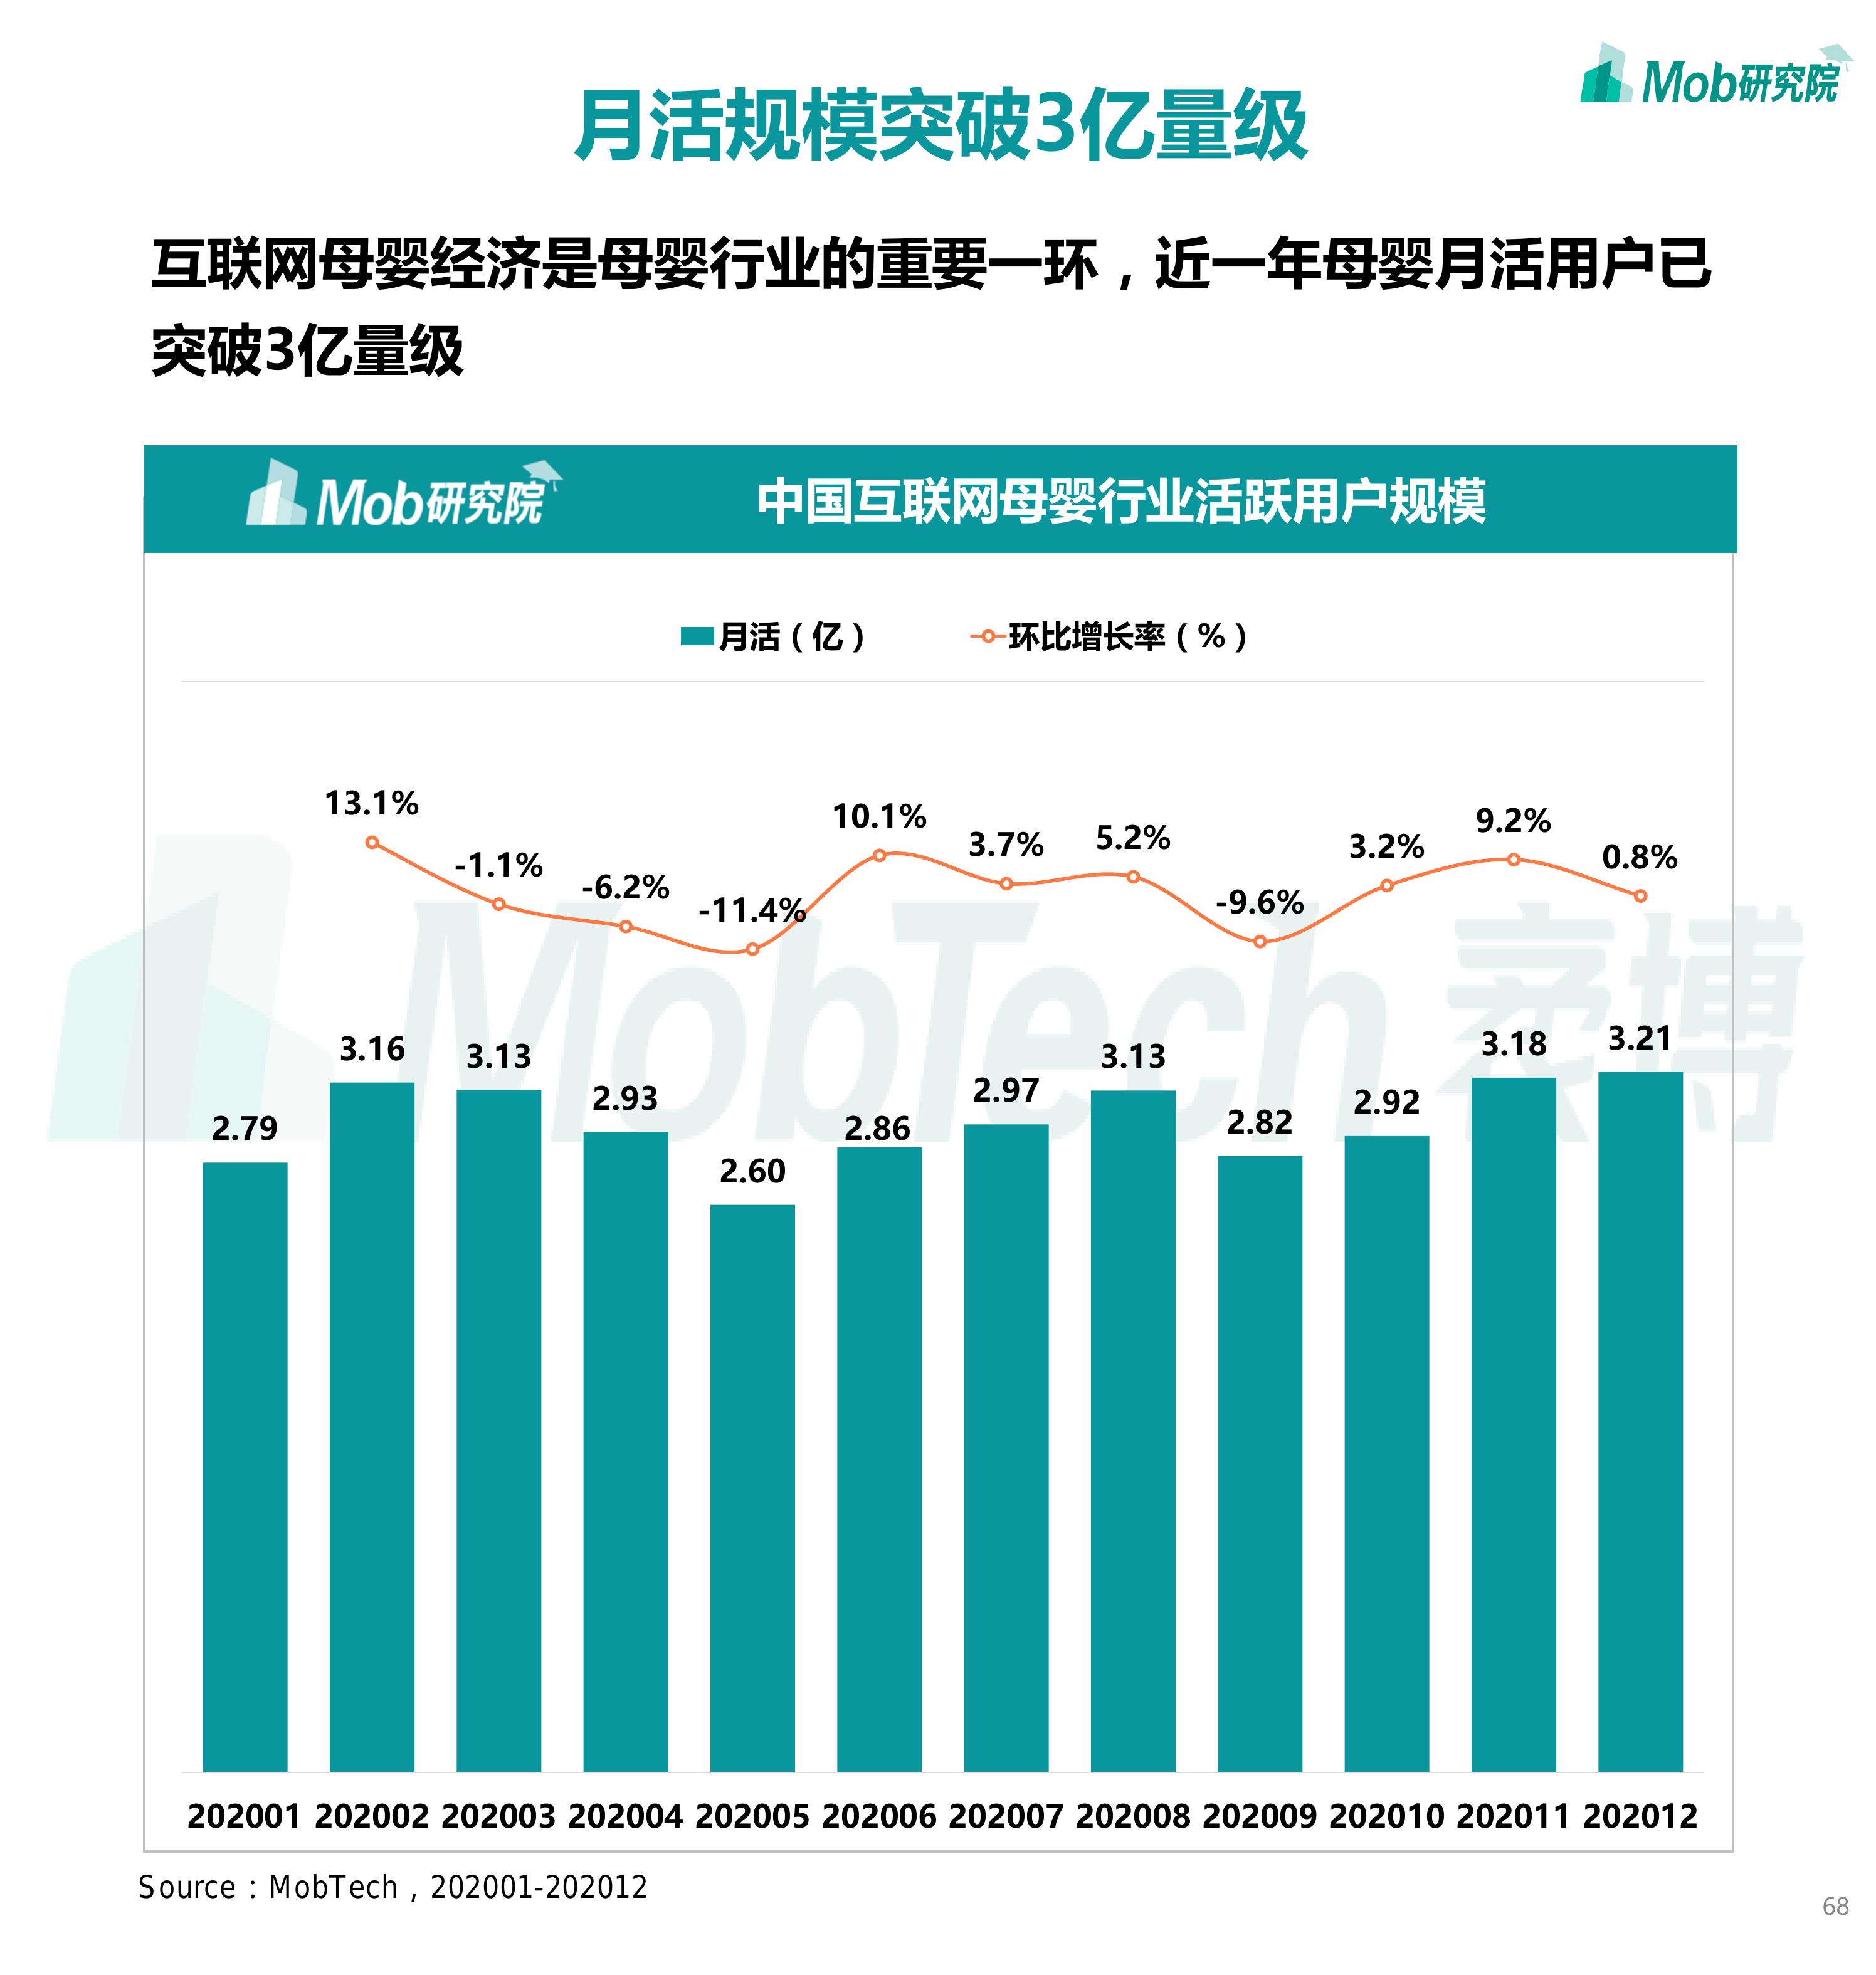 Mob研究院
月活规模突破3亿量级
互联网母婴经济是母婴行业的重要一环，近一年母婴月活用户已
突破3亿量级
Mob研究院 中国互联网母婴行业活跃用户规模
月活（亿） 环比增长率（%）
13.1% -1.1% -6.2% -11.4% 10.1% 3.7% 5.2% -9.6% 3.2% 9.2% 0.8%
MobTech 袤博
2.79 3.16 3.13 2.93 2.60 2.86 2.97 3.13 2.82 2.92 3.18 3.21
202001 202002 202003 202004 202005 202006 202007 202008 202009 202010 202011 202012
Source：MobTech，202001-202012
68